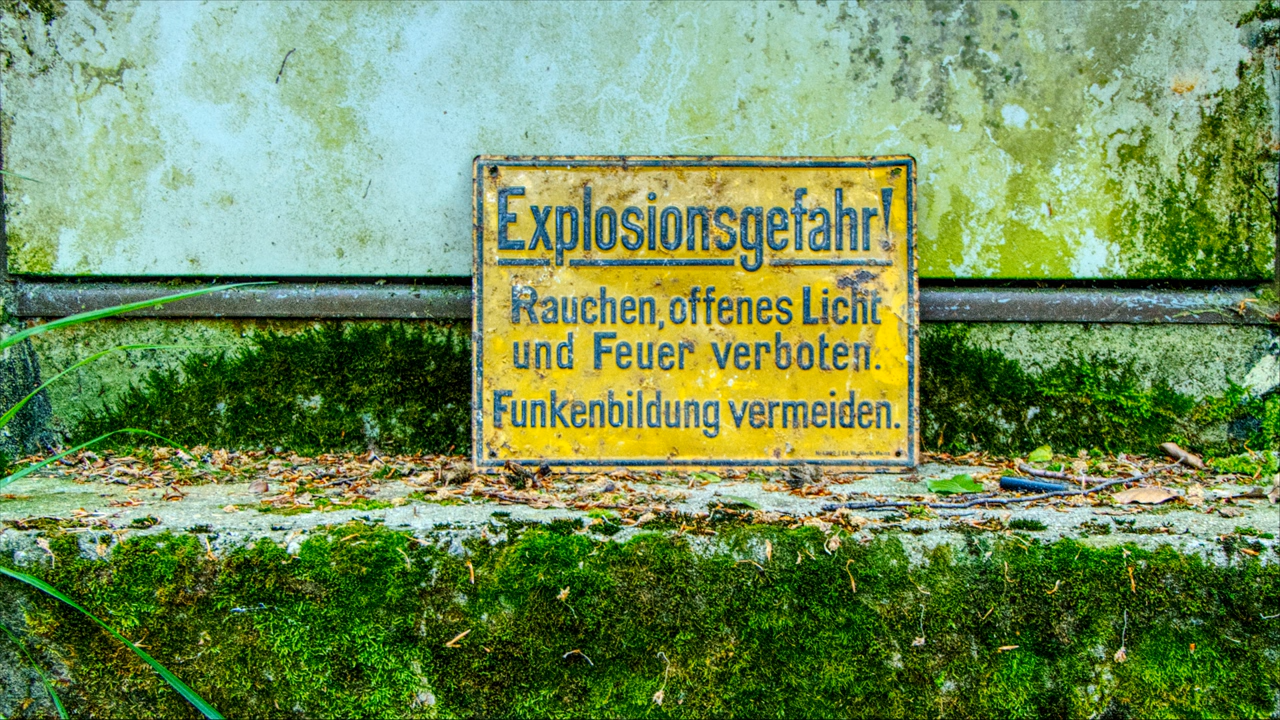 Explosionsgefahr!
Rauchen, offenes Licht
und Feuer verboten.
Funkenbildung vermeiden.